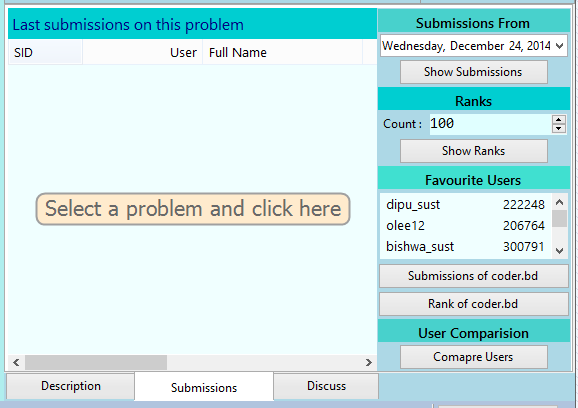 Last submissions on this problem
SID User Full Name
Select a problem and click here
Submissions From
Wednesday, December 24, 2014
Show Submissions
Ranks
Count : 100
Show Ranks
Favourite Users
dipu_sust 222248
olee12 206764
bishwa_sust 300791
Submissions of coder.bd
Rank of coder.bd
User Comparision
Comapre Users
Description Submissions Discuss